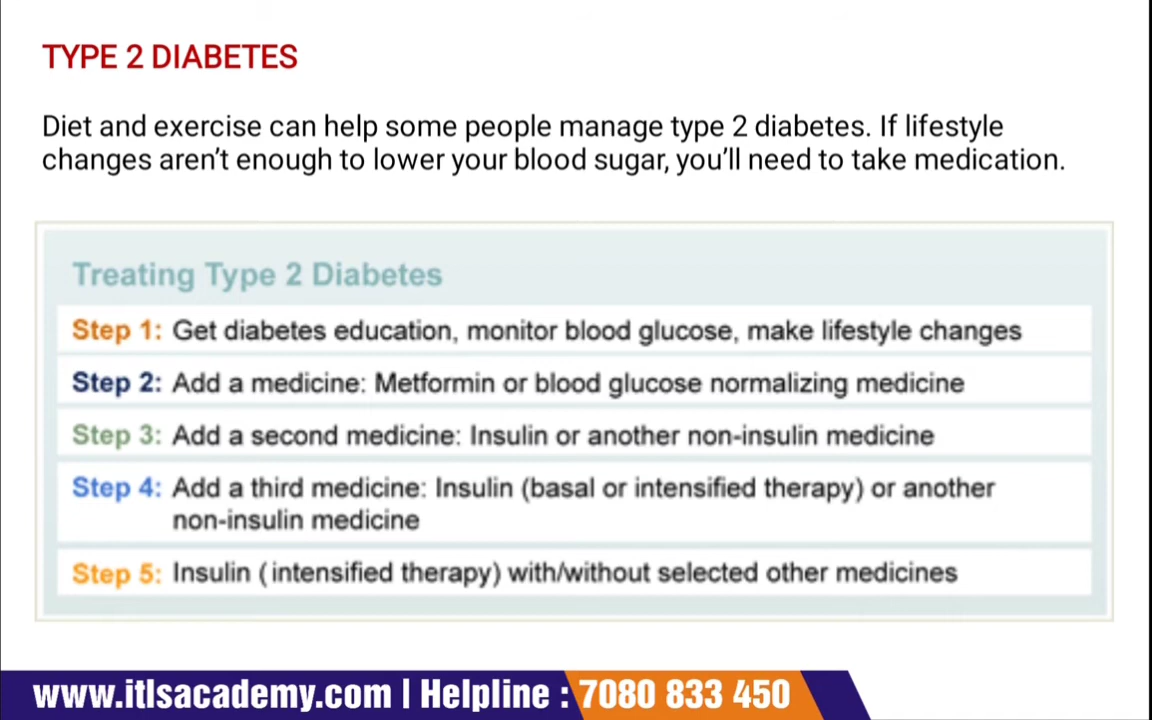 TYPE 2 DIABETES
Diet and exercise can help some people manage type 2 diabetes. If lifestyle
changes aren’t enough to lower your blood sugar, you’ll need to take medication.
Treating Type 2 Diabetes
Step 1: Get diabetes education, monitor blood glucose, make lifestyle changes
Step 2: Add a medicine: Metformin or blood glucose normalizing medicine
Step 3: Add a second medicine: Insulin or another non-insulin medicine
Step 4: Add a third medicine: Insulin (basal or intensified therapy) or another
non-insulin medicine
Step 5: Insulin (intensified therapy) with/without selected other medicines
www.itlsacademy.com | Helpline : 7080 833 450